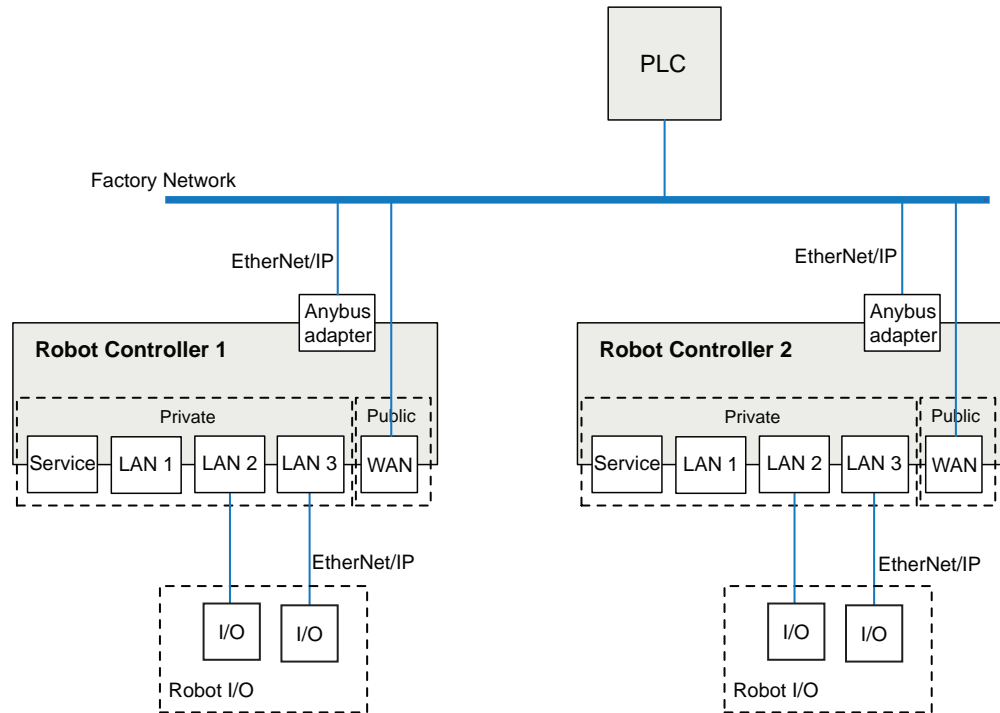 PLC
Factory Network
EtherNet/IP
EtherNet/IP
Anybus
adapter
Anybus
adapter
Robot Controller 1
Robot Controller 2
Private
Public
Private
Public
Service
LAN 1
LAN 2
LAN 3
WAN
Service
LAN 1
LAN 2
LAN 3
WAN
EtherNet/IP
EtherNet/IP
I/O
I/O
I/O
I/O
Robot I/O
Robot I/O